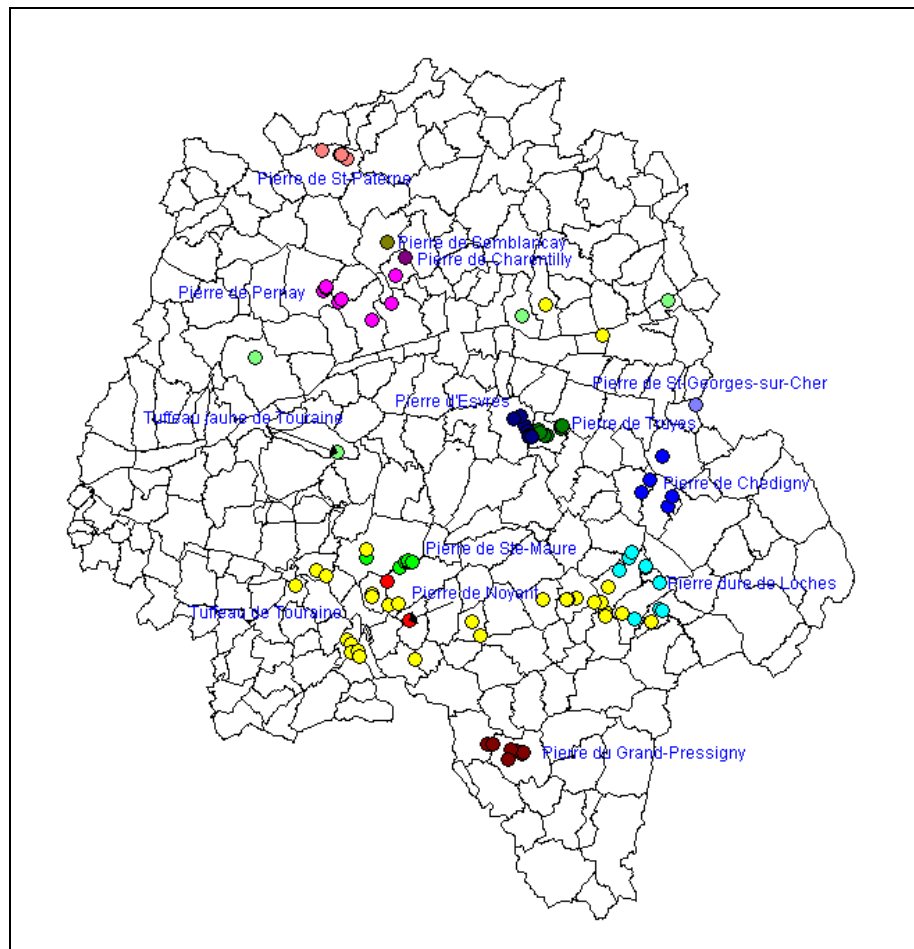 Pierre de St-Paterne
Pierre de Semblancay
Pierre de Charentilly
Pierre de Pernay
Pierre de St-Georges-sur-Cher
Pierre d'Esvres
Tuffeau jaune de Touraine
Pierre de Truyes
Pierre de Chedigny
Pierre de Ste-Maure
Pierre dure de Loches
Pierre de Noyant
Tuffeau de Touraine
Pierre du Grand-Pressigny